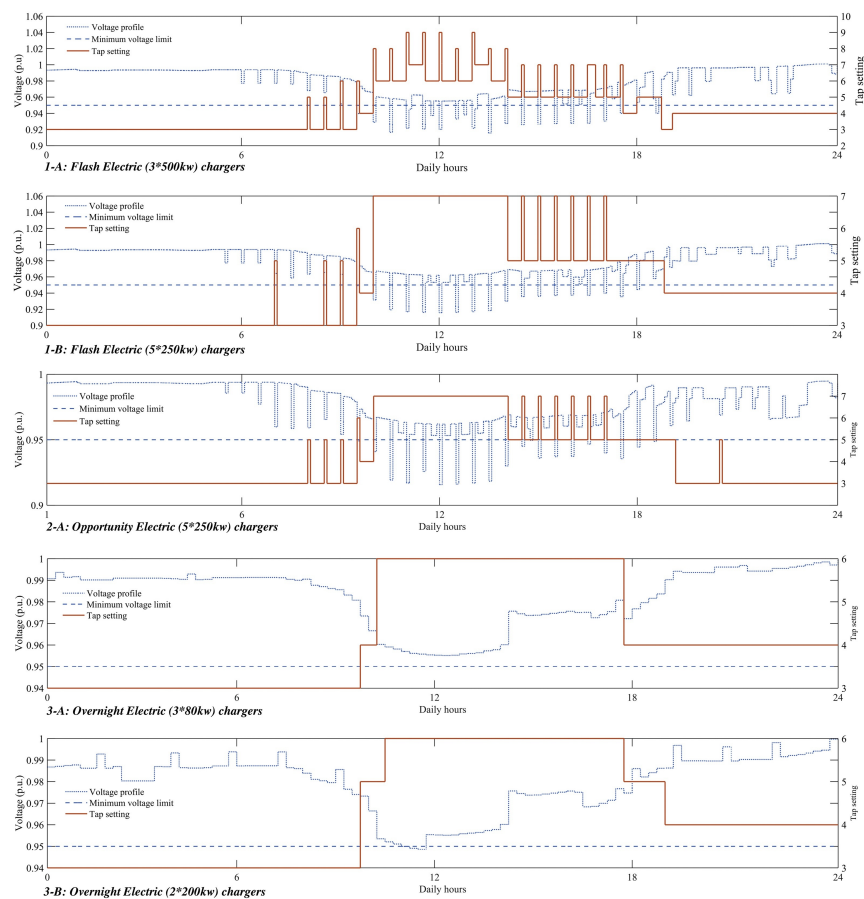 1.06 10
1.04 9
1.02 8
1 7
0.98 6
0.96 5
0.94 4
0.92 3
0.9 2
Voltage (p.u)
Tap setting
Voltage profile
Minimum voltage limit
Tap setting
0 6 12 18 24
Daily hours
1-A: Flash Electric (3*500kw) chargers
1.06 7
1.04
1.02 6
1
0.98 5
0.96
0.94 4
0.92
0.9 3
Voltage (p.u.)
Tap setting
Voltage profile
Minimum voltage limit
Tap setting
0 6 12 18 24
Daily hours
1-B: Flash Electric (5*250kw) chargers
1
7
6
0.95 5
4
3
0.9
Voltage (p.u.)
Tap setting
Voltage profile
Minimum voltage limit
Tap setting
1 6 12 18 24
Daily hours
2-A: Opportunity Electric (5*250kw) chargers
1 6
0.99
0.98 5
0.97
0.96 4
0.95
0.94 3
Voltage (p.u.)
Tap setting
Voltage profile
Minimum voltage limit
Tap setting
0 6 12 18 24
Daily hours
3-A: Overnight Electric (3*80kw) chargers
1 6
0.99
0.98 5
0.97
0.96 4
0.95
0.94 3
Voltage (p.u.)
Tap setting
Voltage profile
Minimum voltage limit
Tap setting
0 6 12 18 24
Daily hours
3-B: Overnight Electric (2*200kw) chargers